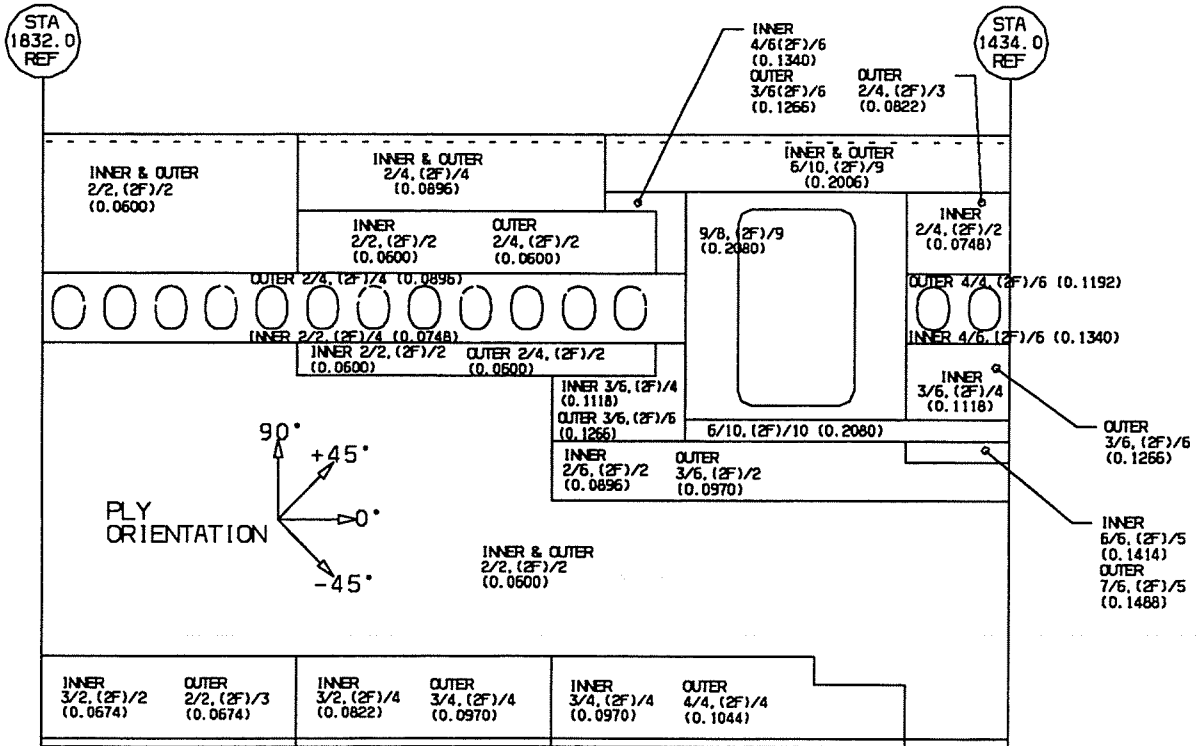 STA
1832.0
REF
INNER
4/6(2F)/6
(0.1340)
OUTER
3/6(2F)/6
(0.1266)
OUTER
2/4,(2F)/3
(0.0822)
STA
1434.0
REF
INNER & OUTER
2/2,(2F)/2
(0.0600)
INNER & OUTER
2/4,(2F)/4
(0.0896)
INNER & OUTER
6/10,(2F)/9
(0.2006)
INNER
2/2,(2F)/2
(0.0600)
OUTER
2/4,(2F)/2
(0.0600)
9/8,(2F)/9
(0.2080)
INNER
2/4,(2F)/2
(0.0748)
OUTER 2/4,(2F)/4 (0.0896)
OUTER 4/4,(2F)/6 (0.1192)
INNER 2/2,(2F)/4 (0.0748)
INNER 4/6,(2F)/6 (0.1340)
INNER 2/2,(2F)/2
(0.0600)
OUTER 2/4,(2F)/2
(0.0600)
INNER 3/6,(2F)/4
(0.1118)
OUTER 3/6,(2F)/6
(0.1266)
INNER
3/6,(2F)/4
(0.1118)
6/10,(2F)/10 (0.2080)
OUTER
3/6,(2F)/6
(0.1266)
INNER
2/6,(2F)/2
(0.0896)
OUTER
3/6,(2F)/2
(0.0970)
90°
+45°
0°
-45°
PLY
ORIENTATION
INNER
6/6,(2F)/5
(0.1414)
OUTER
7/6,(2F)/5
(0.1488)
INNER & OUTER
2/2,(2F)/2
(0.0600)
INNER
3/2,(2F)/2
(0.0674)
OUTER
2/2,(2F)/3
(0.0674)
INNER
3/2,(2F)/4
(0.0822)
OUTER
3/4,(2F)/4
(0.0970)
INNER
3/4,(2F)/4
(0.0970)
OUTER
4/4,(2F)/4
(0.1044)